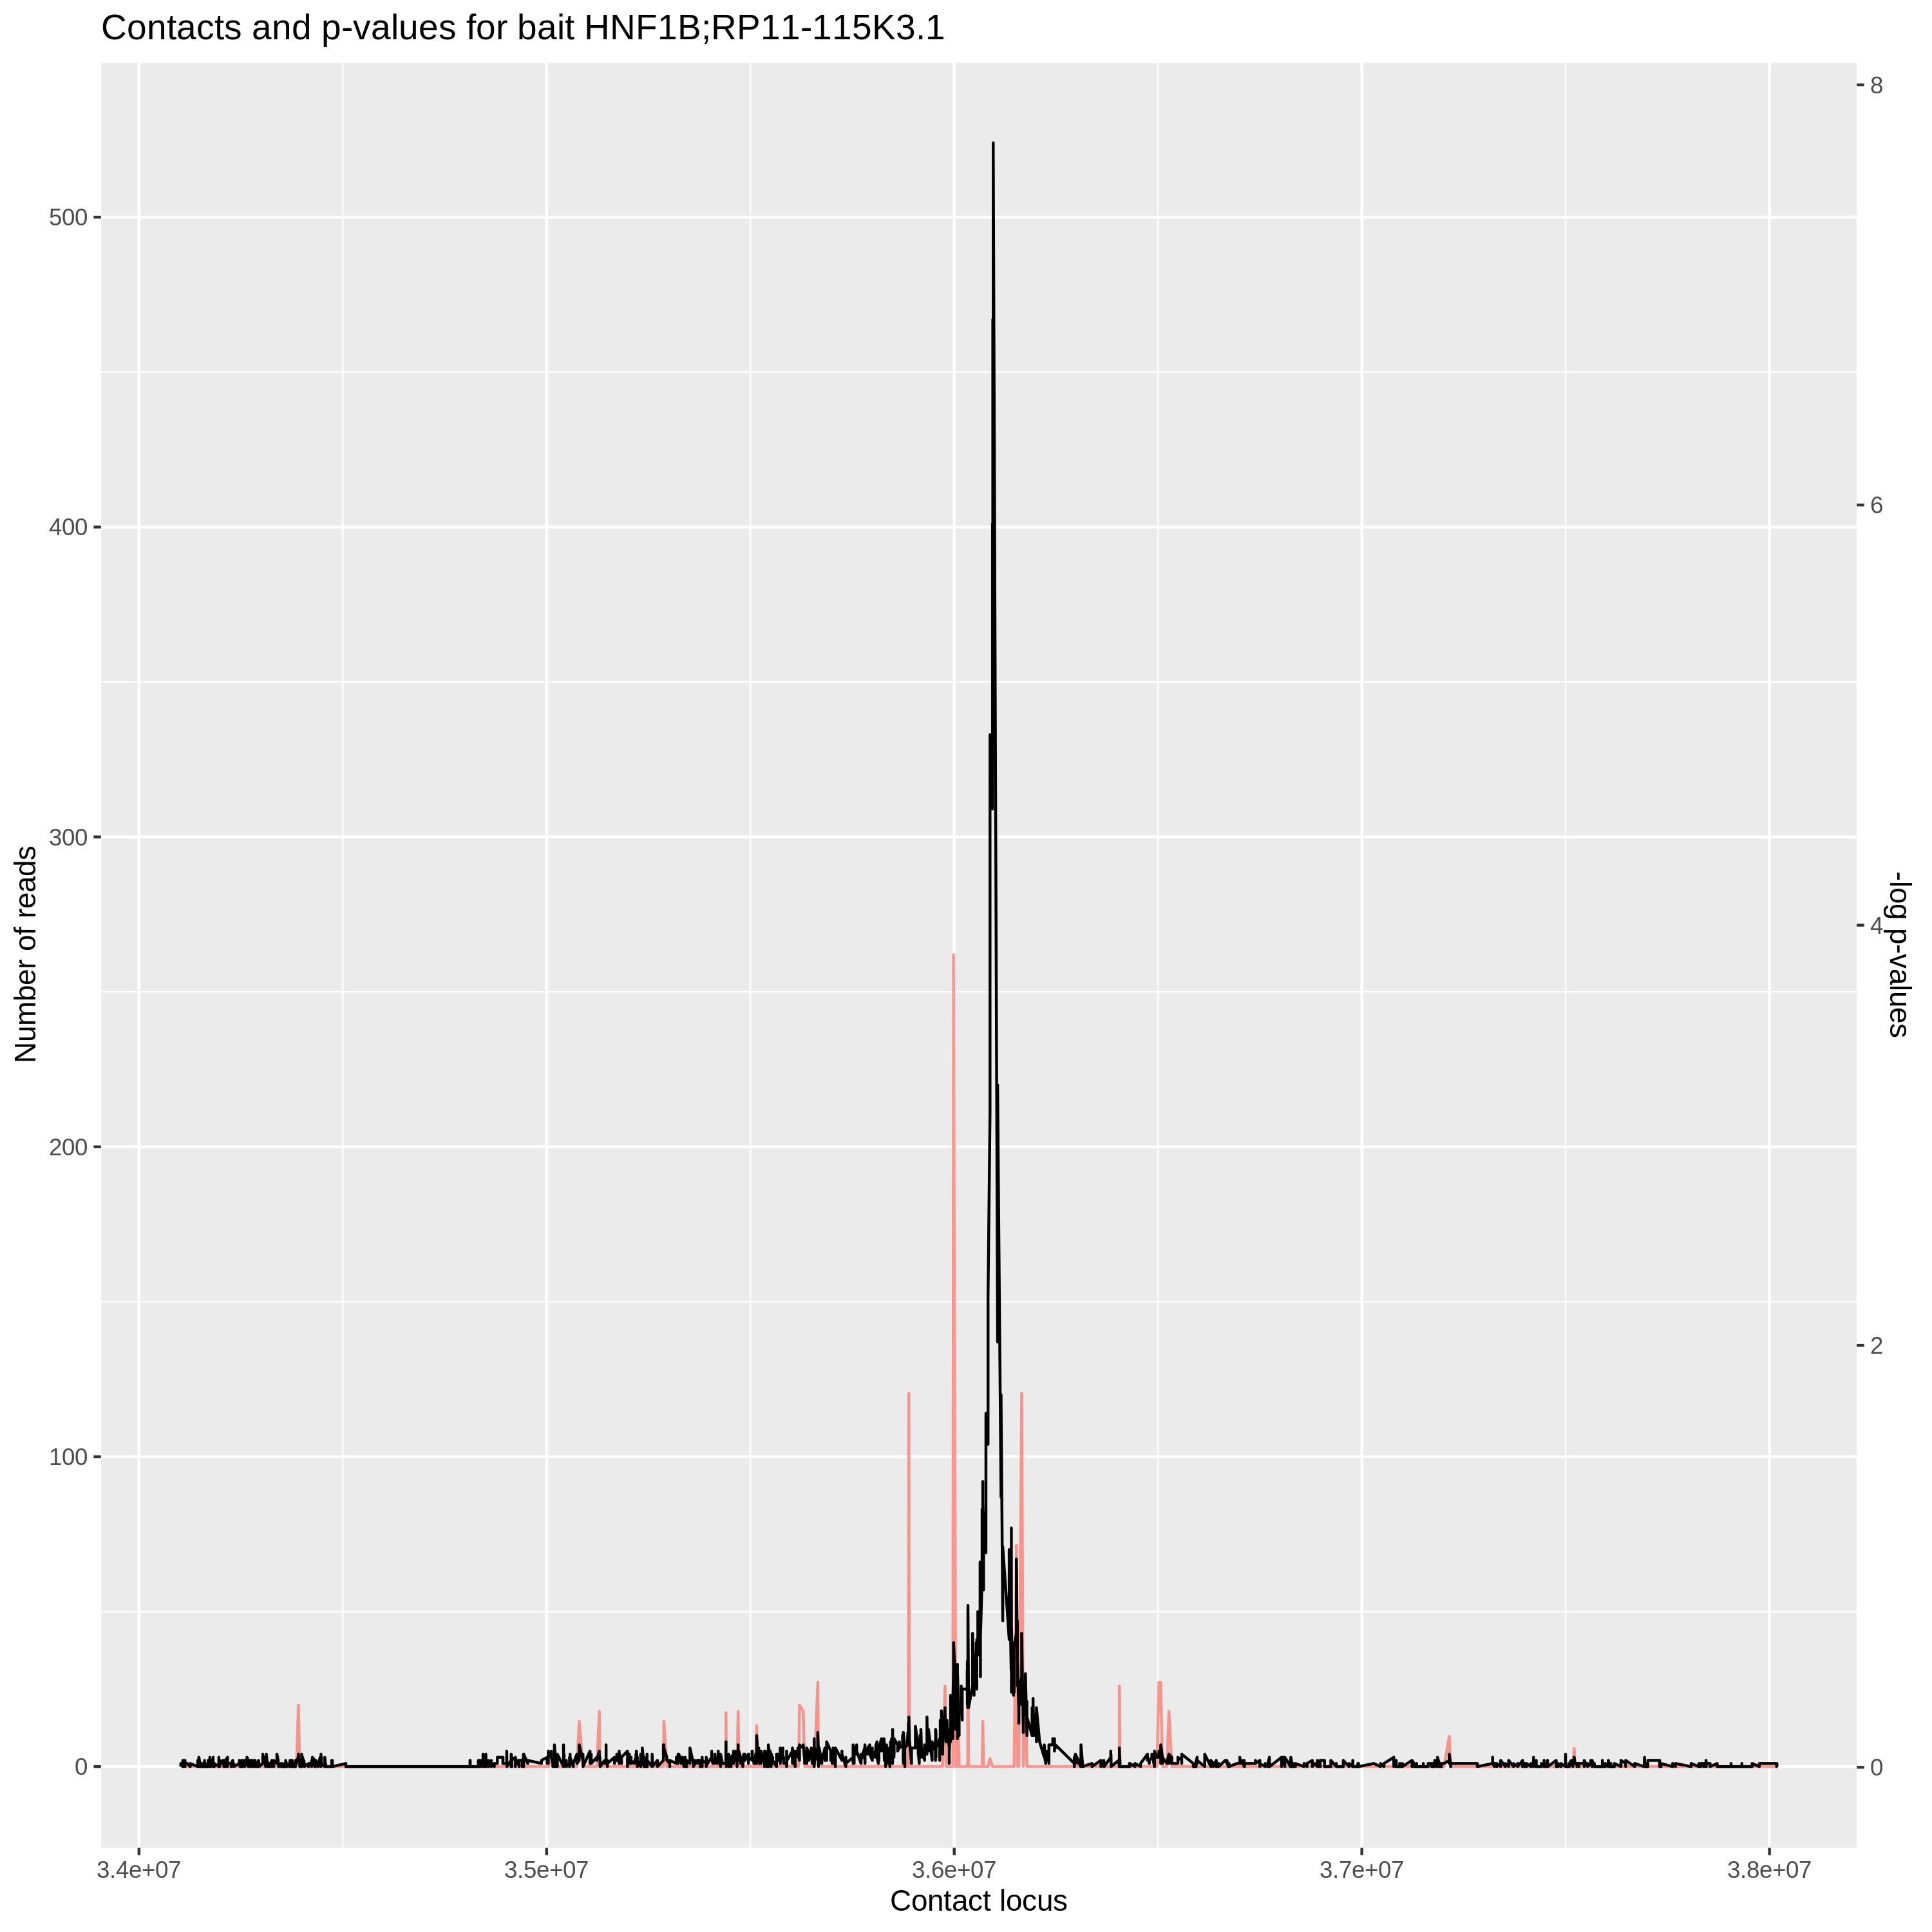 Contacts and p-values for bait HNF1B;RP11-115K3.1
8
500
6
400
300
4
Number of reads
-log p-values
200
2
100
0
0
3.4e+07 3.5e+07 3.6e+07 3.7e+07 3.8e+07
Contact locus